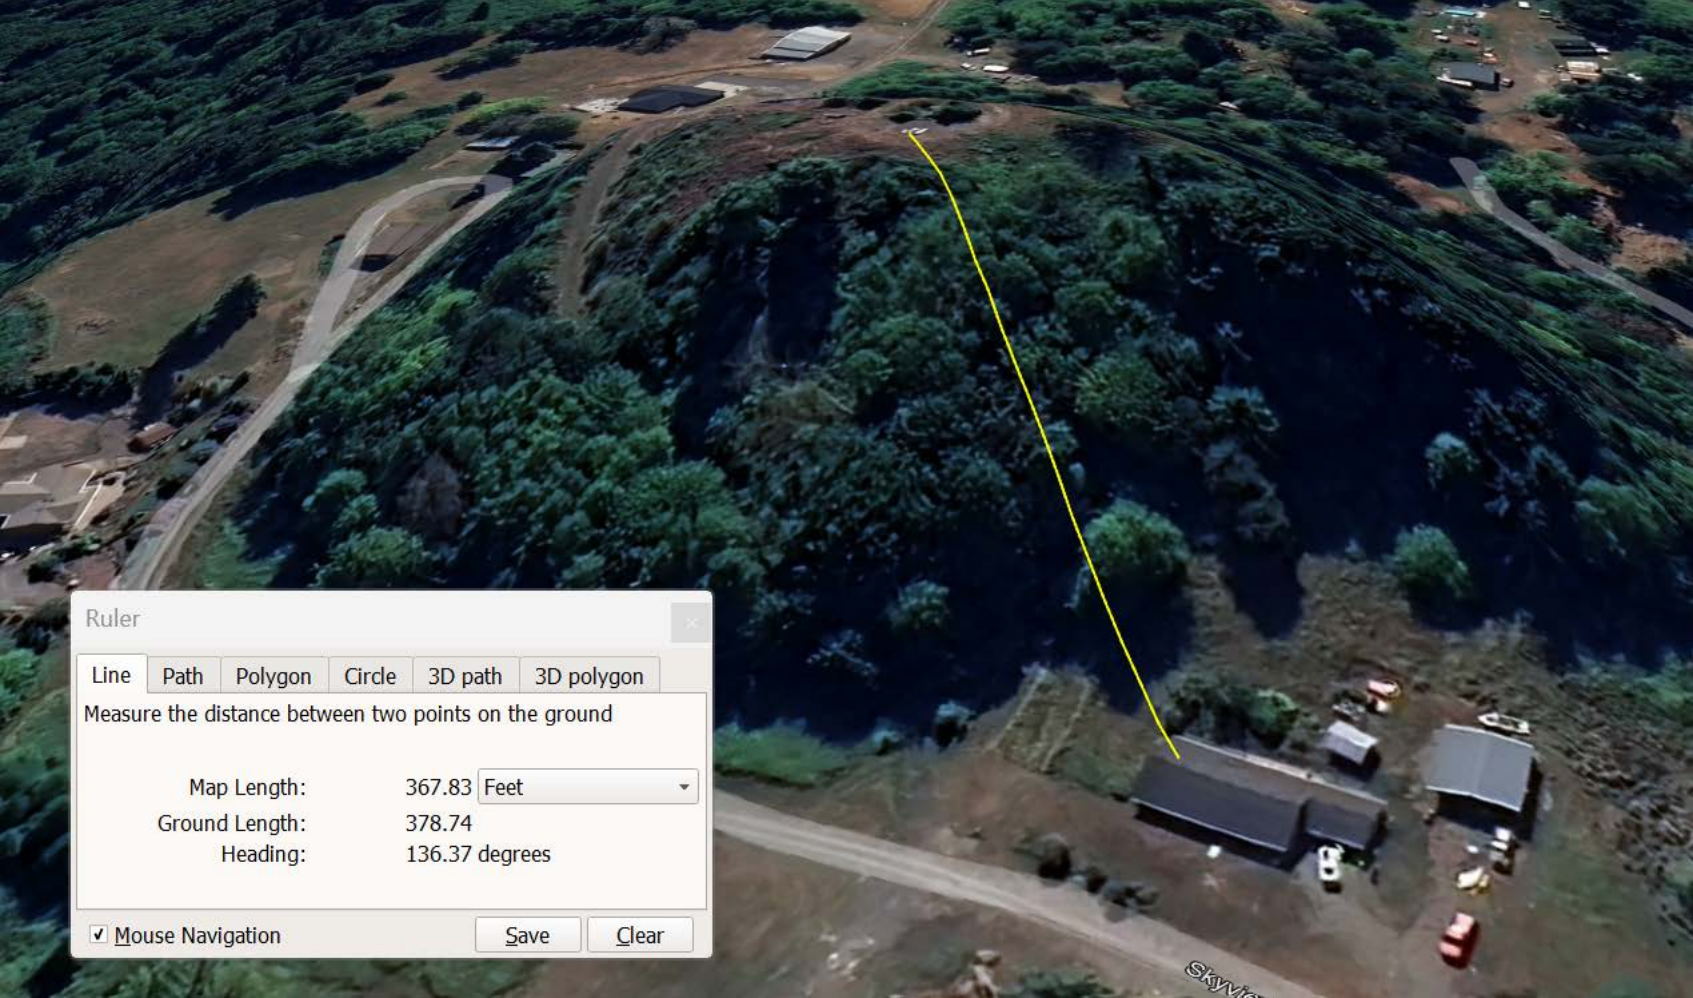 Ruler
Line Path Polygon Circle 3D path 3D polygon
Measure the distance between two points on the ground
Map Length: 367.83 Feet
Ground Length: 378.74
Heading: 136.37 degrees
Mouse Navigation Save Clear